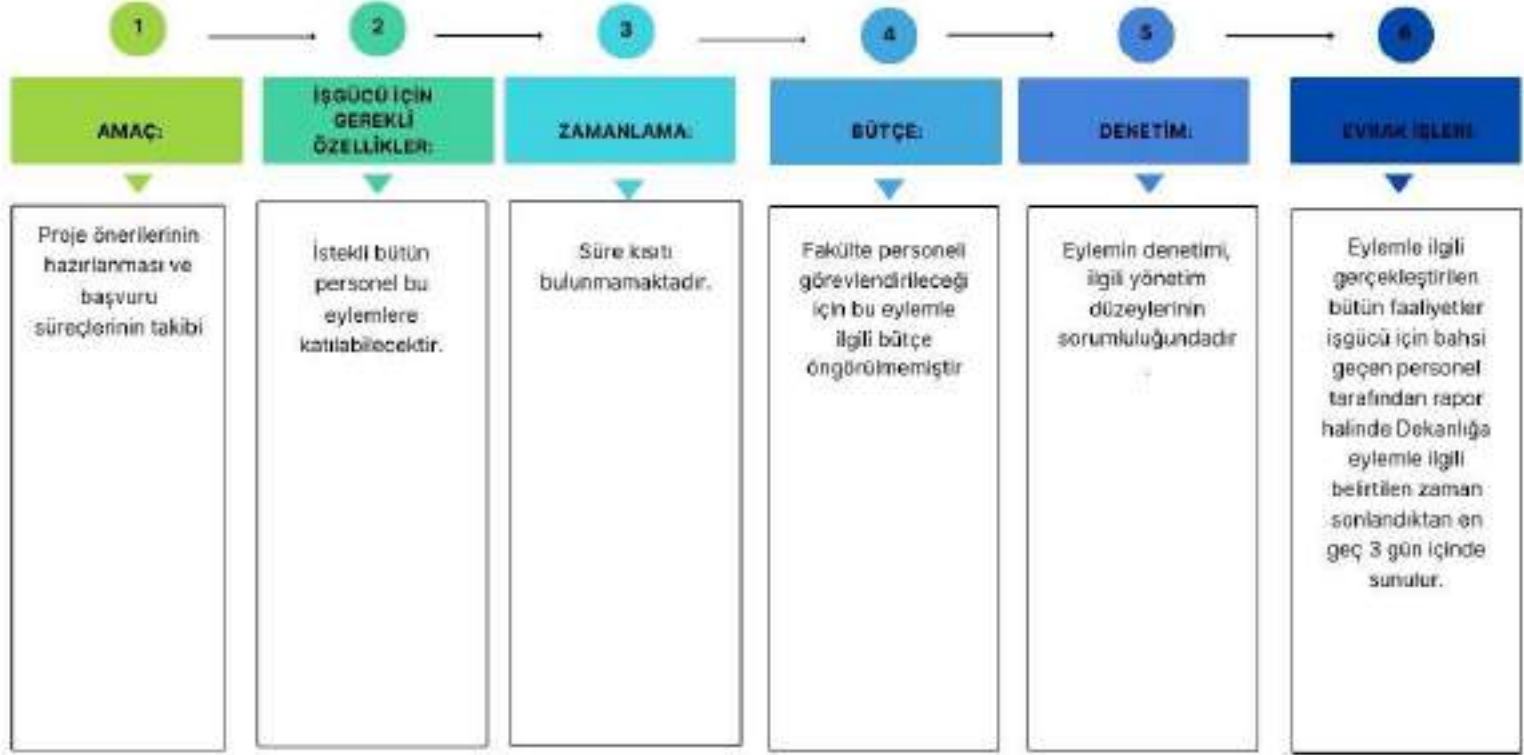 1
2
3
4
5
6
AMAÇ:
İŞGÜCÜ İÇİN
GEREKLİ
ÖZELLİKLER:
ZAMANLAMA:
BÜTÇE:
DENETİM:
EVRAK İŞLERİ:
Proje önerilerinin
hazırlanması ve
başvuru
süreçlerinin takibi
İstekli bütün
personel bu
eylemlere
katılabilecektir.
Süre kısıtı
bulunmamaktadır.
Fakülte personeli
görevlendirileceği
için bu eylemle
ilgili bütçe
öngörülmemiştir
Eylemin denetimi,
ilgili yönetim
düzeylerinin
sorumluluğundadır
.
Eylemle ilgili
gerçekleştirilen
bütün faaliyetler
işgücü için bahsi
geçen personel
tarafından rapor
halinde Dekanlığa
eylemle ilgili
belirtilen zaman
sonlandıktan en
geç 3 gün içinde
sunulur.